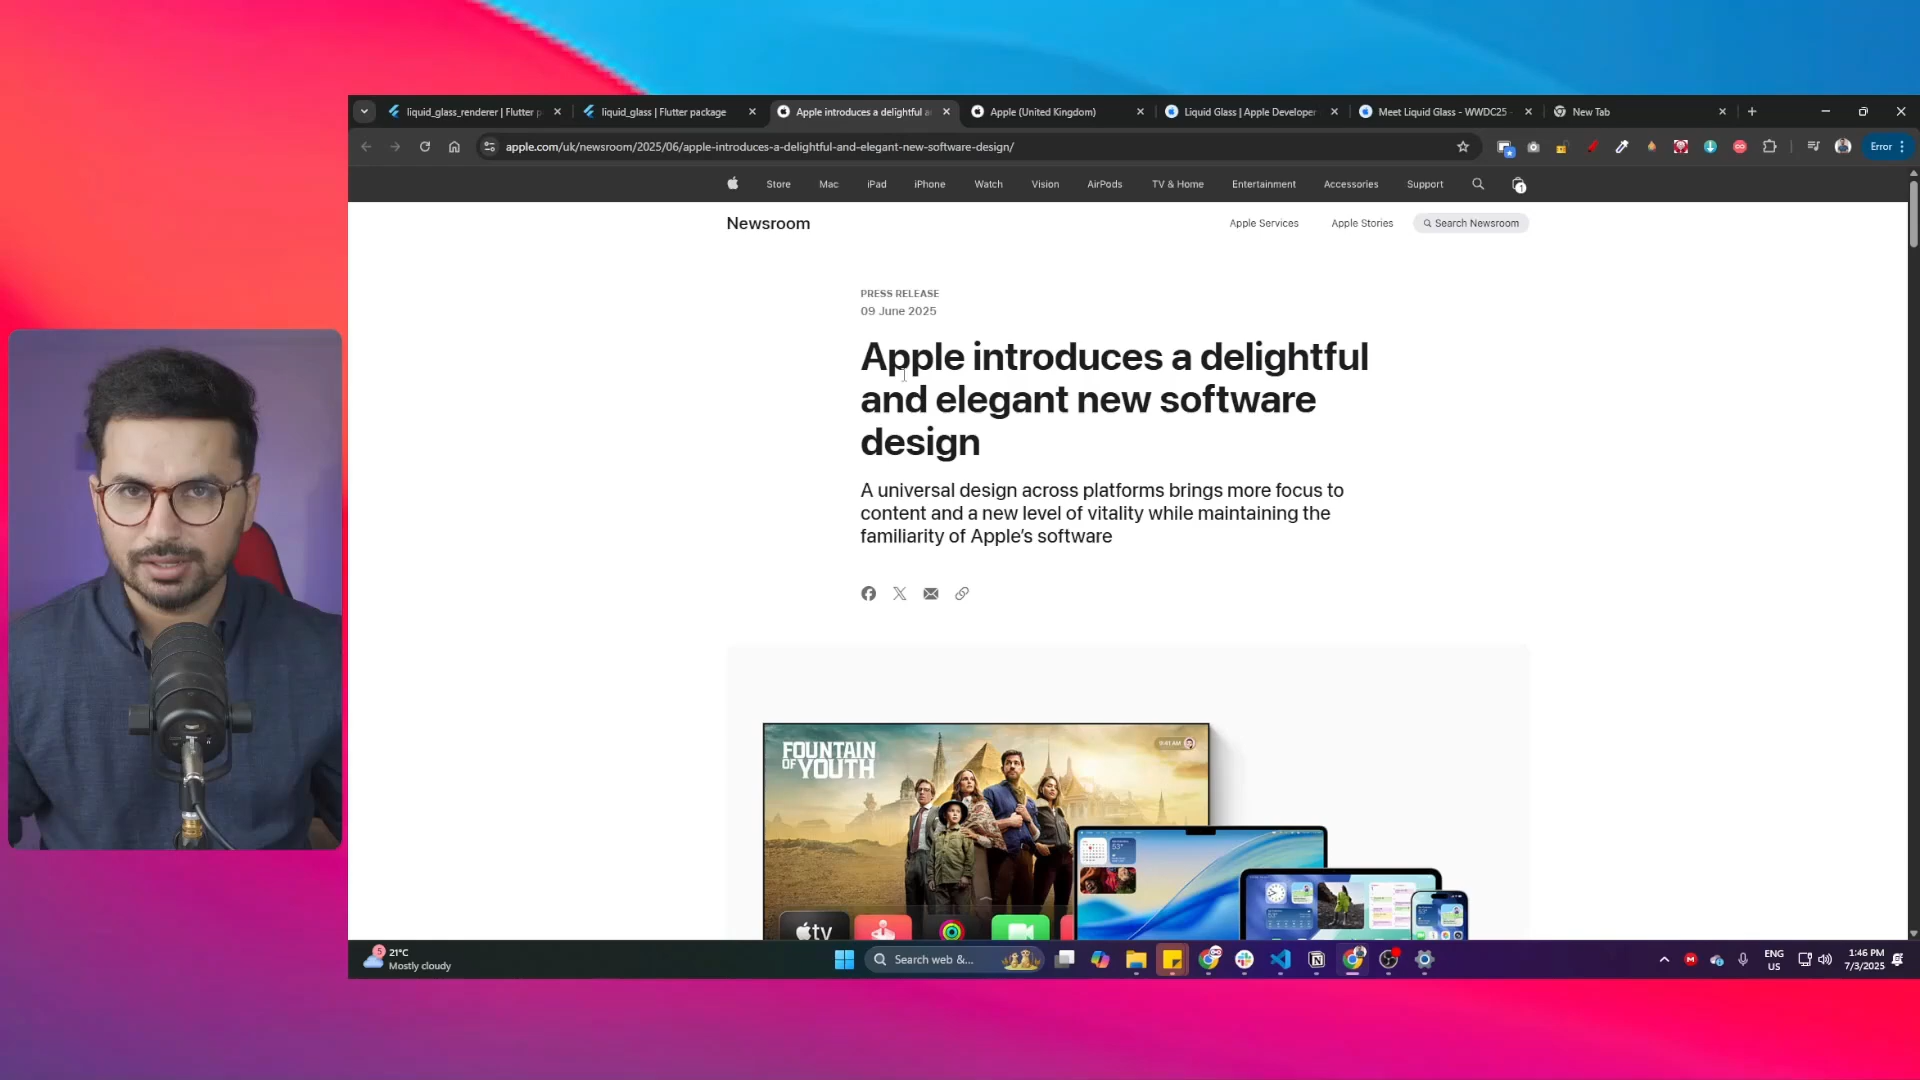 liquid_glass_renderer | Flutter p
liquid_glass | Flutter package
Apple introduces a delightful a
Apple (United Kingdom)
Liquid Glass | Apple Developer
Meet Liquid Glass - WWDC25
New Tab
apple.com/uk/newsroom/2025/06/apple-introduces-a-delightful-and-elegant-new-software-design/
Error
Store Mac iPad iPhone Watch Vision AirPods TV & Home Entertainment Accessories Support
1
Newsroom
Apple Services Apple Stories Search Newsroom
PRESS RELEASE
09 June 2025
Apple introduces a delightful
and elegant new software
design
A universal design across platforms brings more focus to
content and a new level of vitality while maintaining the
familiarity of Apple’s software
FOUNTAIN
OF YOUTH
9:41 AM
tv
5
21°C
Mostly cloudy
Search web &...
ENG
US
1:46 PM
7/3/2025